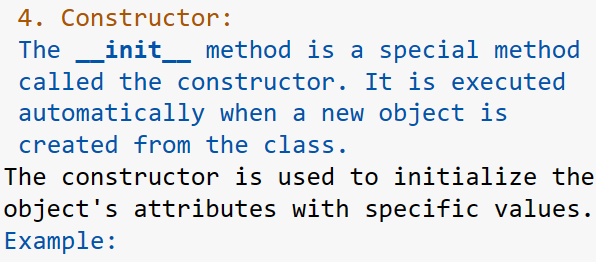 4. Constructor:
The __init__ method is a special method
called the constructor. It is executed
automatically when a new object is
created from the class.
The constructor is used to initialize the
object's attributes with specific values.
Example: